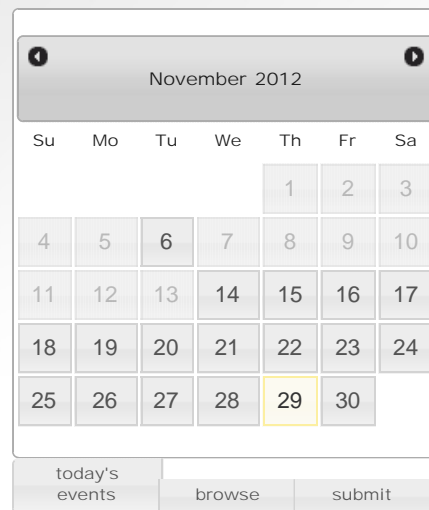 November 2012
Su Mo Tu We Th Fr Sa
1 2 3
4 5 6 7 8 9 10
11 12 13 14 15 16 17
18 19 20 21 22 23 24
25 26 27 28 29 30
today's
events browse submit